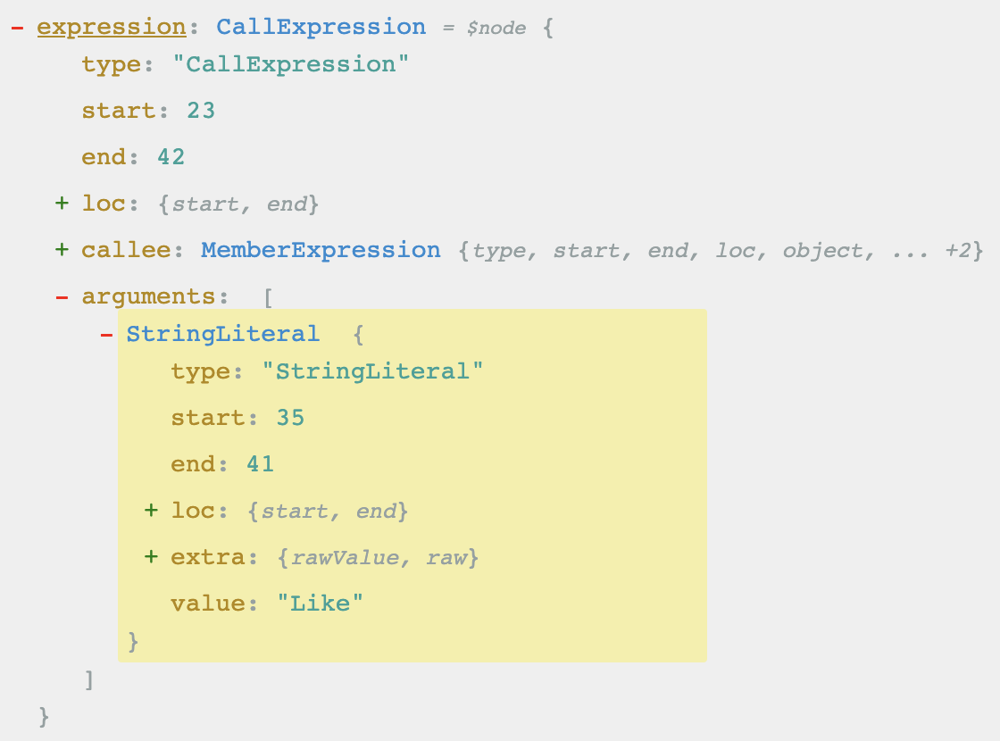 - expression: CallExpression = $node {
type: "CallExpression"
start: 23
end: 42
+ loc: {start, end}
+ callee: MemberExpression {type, start, end, loc, object, ... +2}
- arguments: [
- StringLiteral {
type: "StringLiteral"
start: 35
end: 41
+ loc: {start, end}
+ extra: {rawValue, raw}
value: "Like"
}
]
}